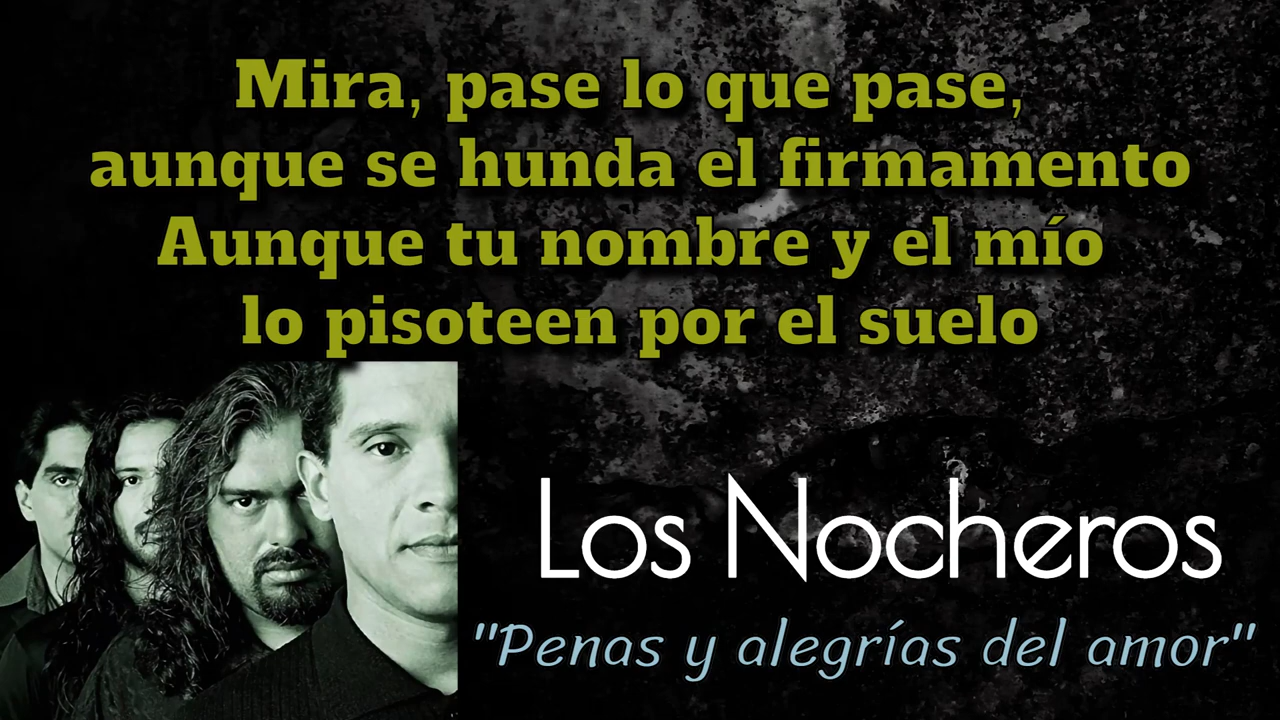 Mira, pase lo que pase,
aunque se hunda el firmamento
Aunque tu nombre y el mío
lo pisoteen por el suelo
Los Nocheros
"Penas y alegrías del amor"